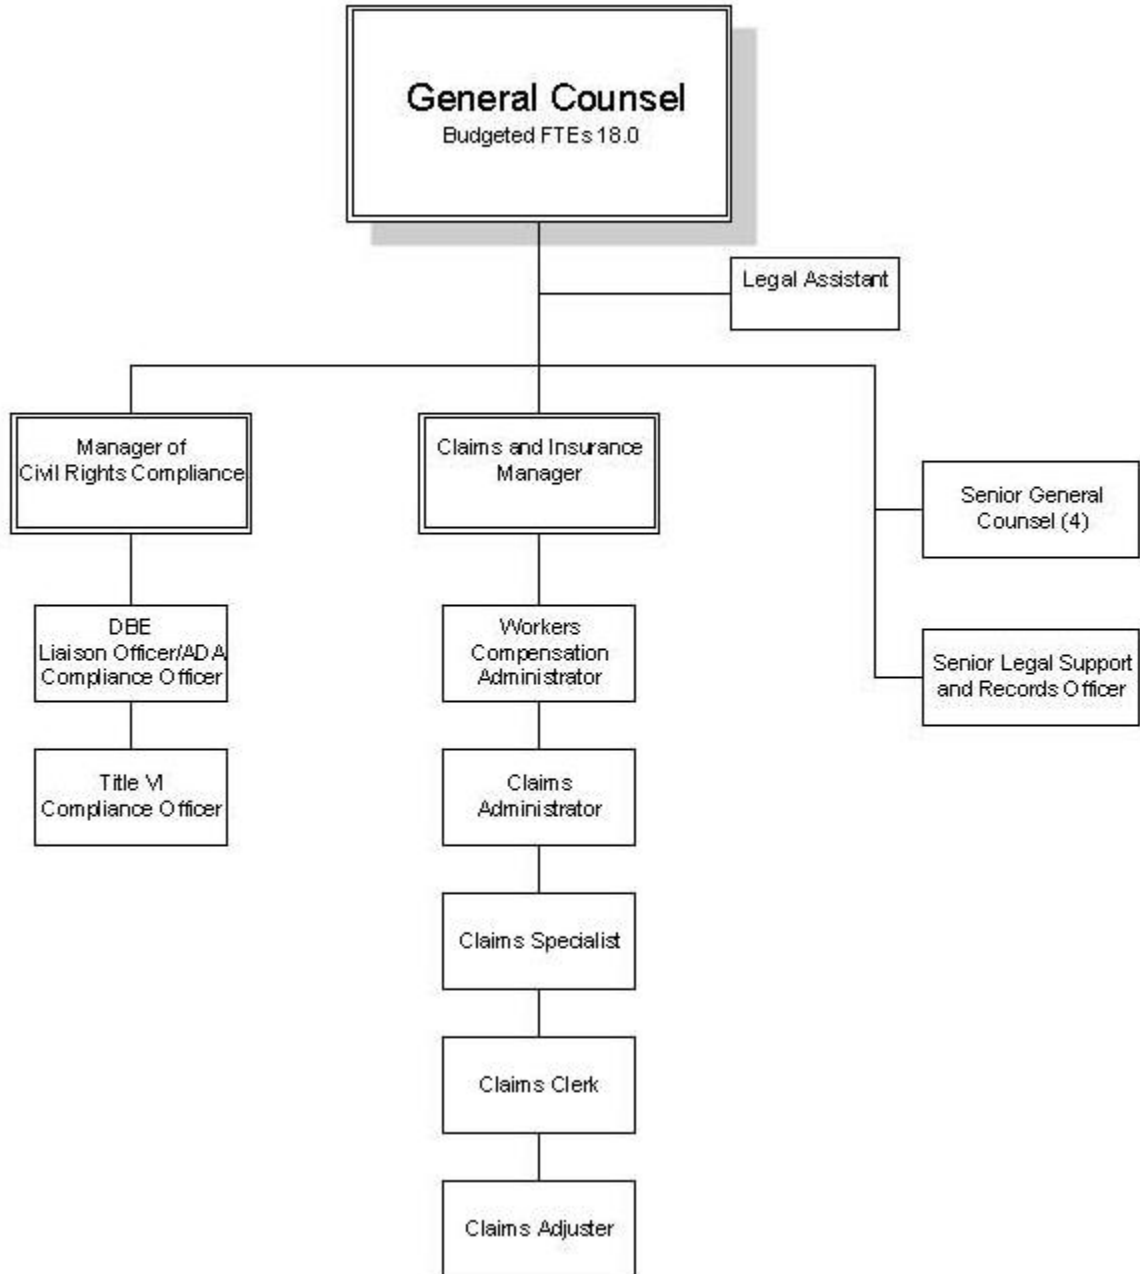 General Counsel
Budgeted FTEs 18.0
Legal Assistant
Manager of
Civil Rights Compliance
Claims and Insurance
Manager
Senior General
Counsel (4)
DBE
Liaison Officer/ADA
Compliance Officer
Workers
Compensation
Administrator
Senior Legal Support
and Records Officer
Title VI
Compliance Officer
Claims
Administrator
Claims Specialist
Claims Clerk
Claims Adjuster